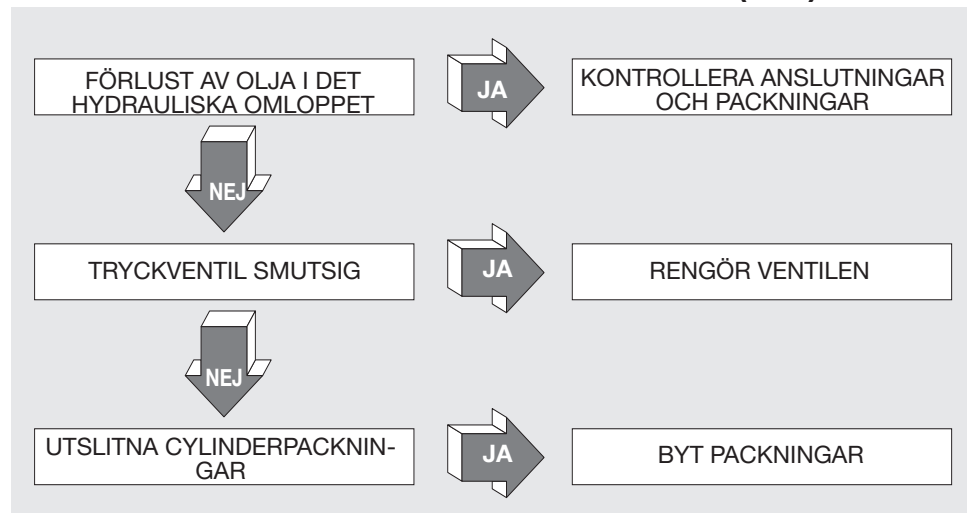 FÖRLUST AV OLJA I DET
HYDRAULISKA OMLOPPET
JA
KONTROLLERA ANSLUTNINGAR
OCH PACKNINGAR
NEJ
TRYCKVENTIL SMUTSIG
JA
RENGÖR VENTILEN
NEJ
UTSLITNA CYLINDERPACKNIN-
GAR
JA
BYT PACKNINGAR